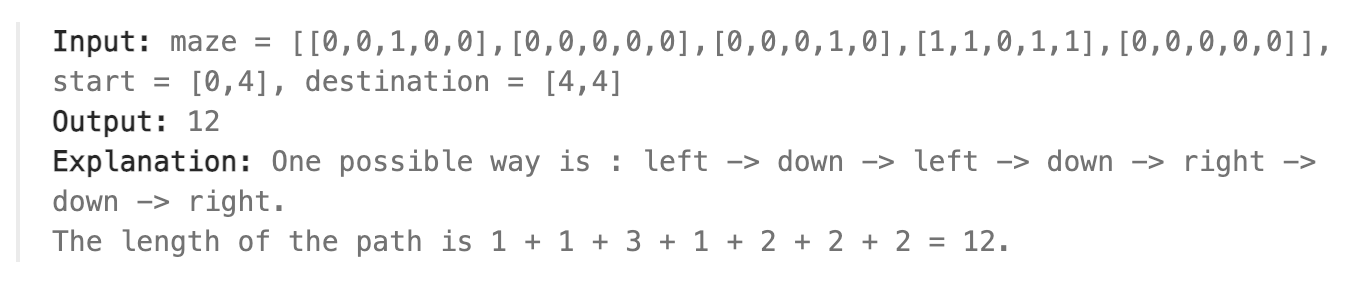 Input: maze = [[0,0,1,0,0],[0,0,0,0,0],[0,0,0,1,0],[1,1,0,1,1],[0,0,0,0,0]],
start = [0,4], destination = [4,4]
Output: 12
Explanation: One possible way is : left -> down -> left -> down -> right ->
down -> right.
The length of the path is 1 + 1 + 3 + 1 + 2 + 2 + 2 = 12.